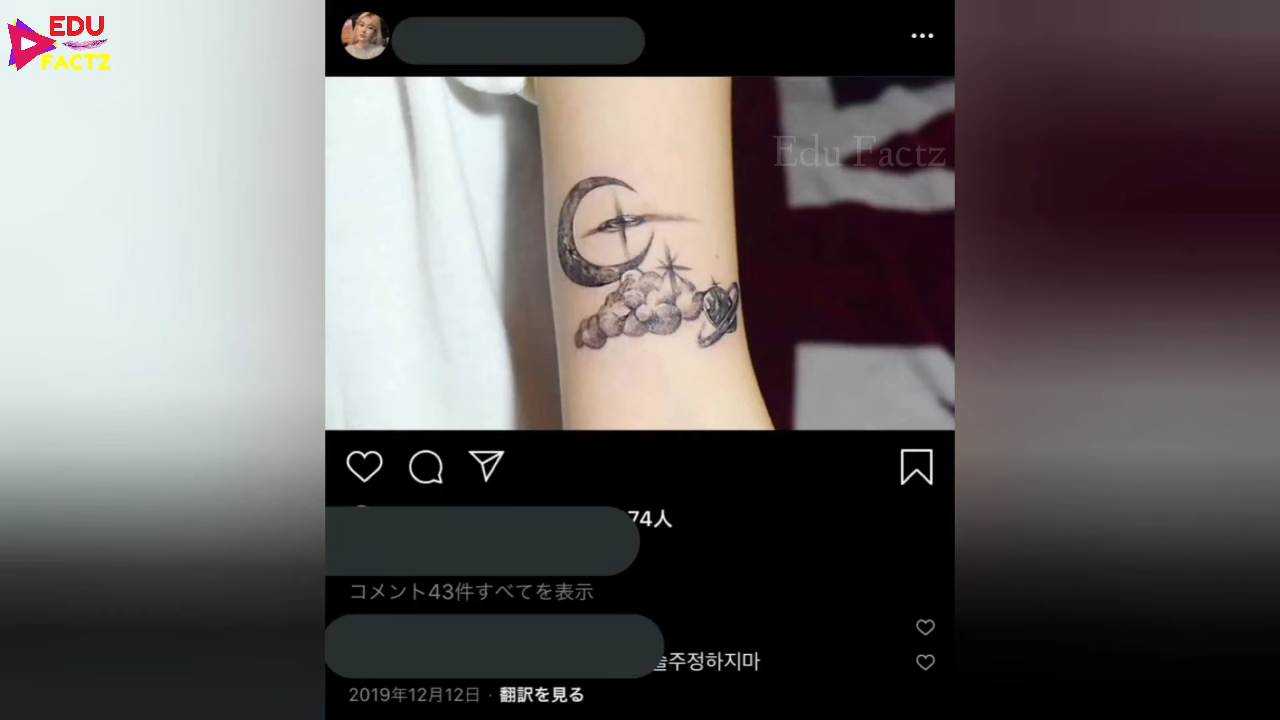 EDU
FACTZ
Edu Factz
74人
コメント43件すべてを表示
주정하지마
2019年12月12日 · 翻訳を見る